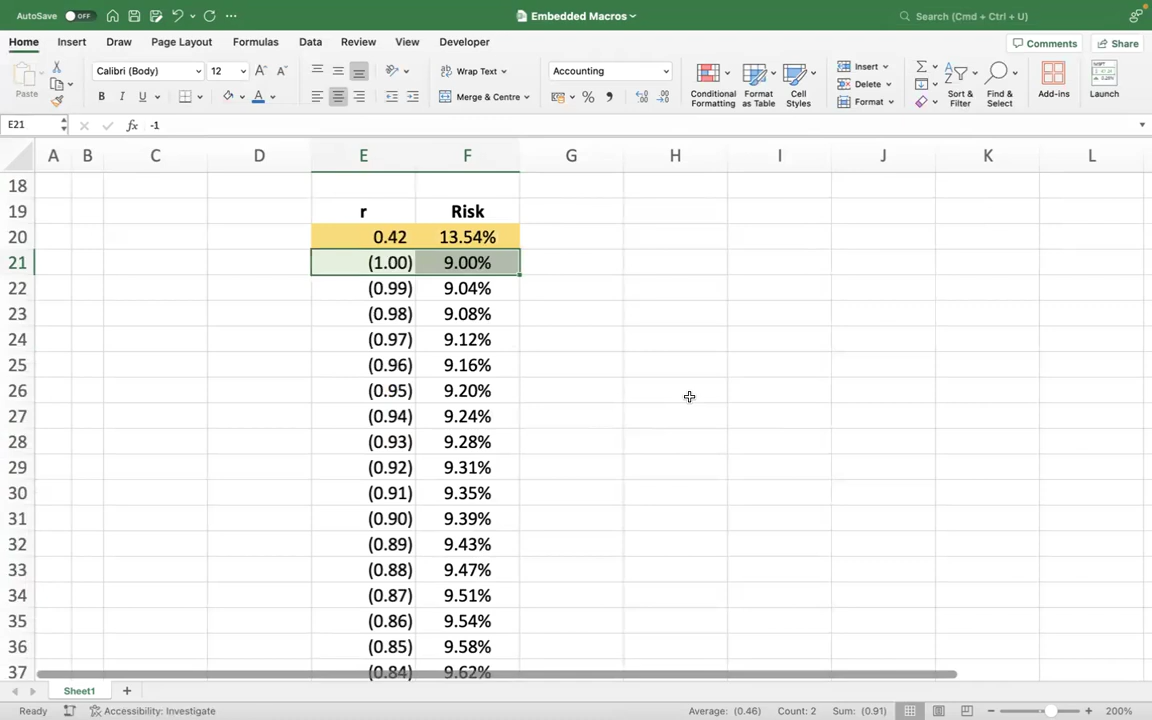 AutoSave OFF Embedded Macros Search (Cmd + Ctrl + U)
Home Insert Draw Page Layout Formulas Data Review View Developer Comments Share
Paste Calibri (Body) 12 Wrap Text Accounting Insert
B I U A Merge & Centre % Conditional Formatting Format as Table Cell Styles Delete Format Sort & Filter Find & Select Add-ins Launch
E21 fx -1
A B C D E F G H I J K L
18
19 r Risk
20 0.42 13.54%
21 (1.00) 9.00%
22 (0.99) 9.04%
23 (0.98) 9.08%
24 (0.97) 9.12%
25 (0.96) 9.16%
26 (0.95) 9.20%
27 (0.94) 9.24%
28 (0.93) 9.28%
29 (0.92) 9.31%
30 (0.91) 9.35%
31 (0.90) 9.39%
32 (0.89) 9.43%
33 (0.88) 9.47%
34 (0.87) 9.51%
35 (0.86) 9.54%
36 (0.85) 9.58%
37 (0.84) 9.62%
Sheet1
Ready Accessibility: Investigate Average: (0.46) Count: 2 Sum: (0.91) 200%